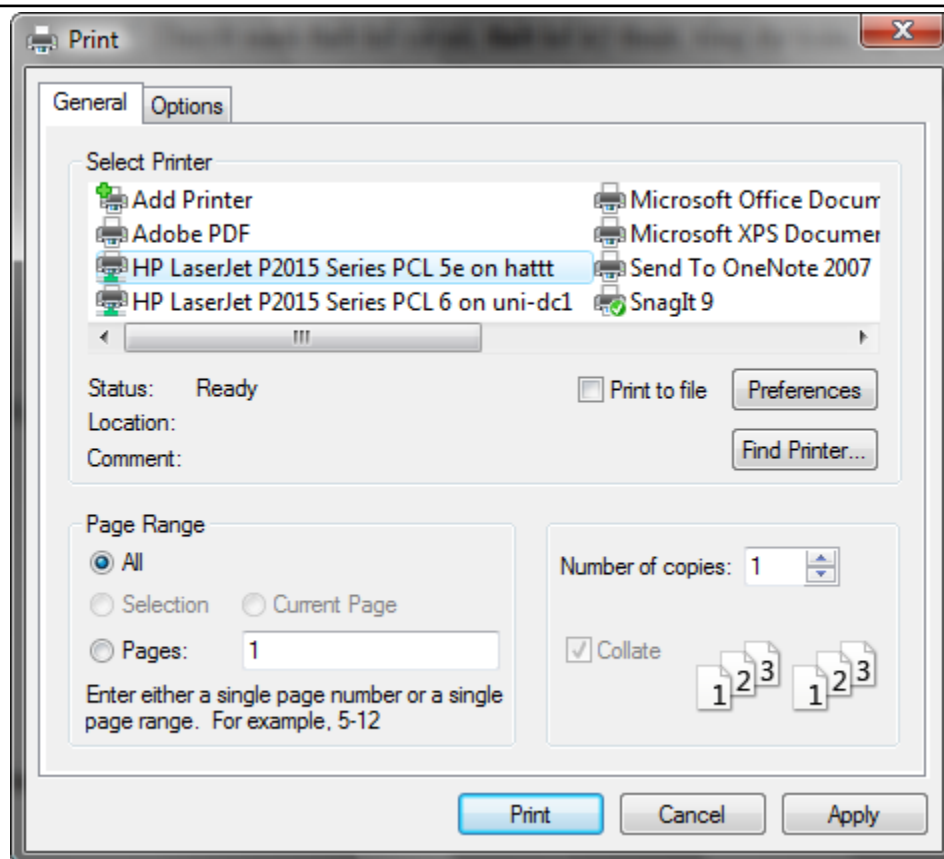 Print
General Options
Select Printer
Add Printer
Adobe PDF
HP LaserJet P2015 Series PCL 5e on hattt
HP LaserJet P2015 Series PCL 6 on uni-dc1
Microsoft Office Docum
Microsoft XPS Documer
Send To OneNote 2007
SnagIt 9
Status: Ready
Location:
Comment:
Print to file
Preferences
Find Printer...
Page Range
All
Selection Current Page
Pages: 1
Enter either a single page number or a single
page range. For example, 5-12
Number of copies: 1
Collate
1 2 3 1 2 3
Print Cancel Apply